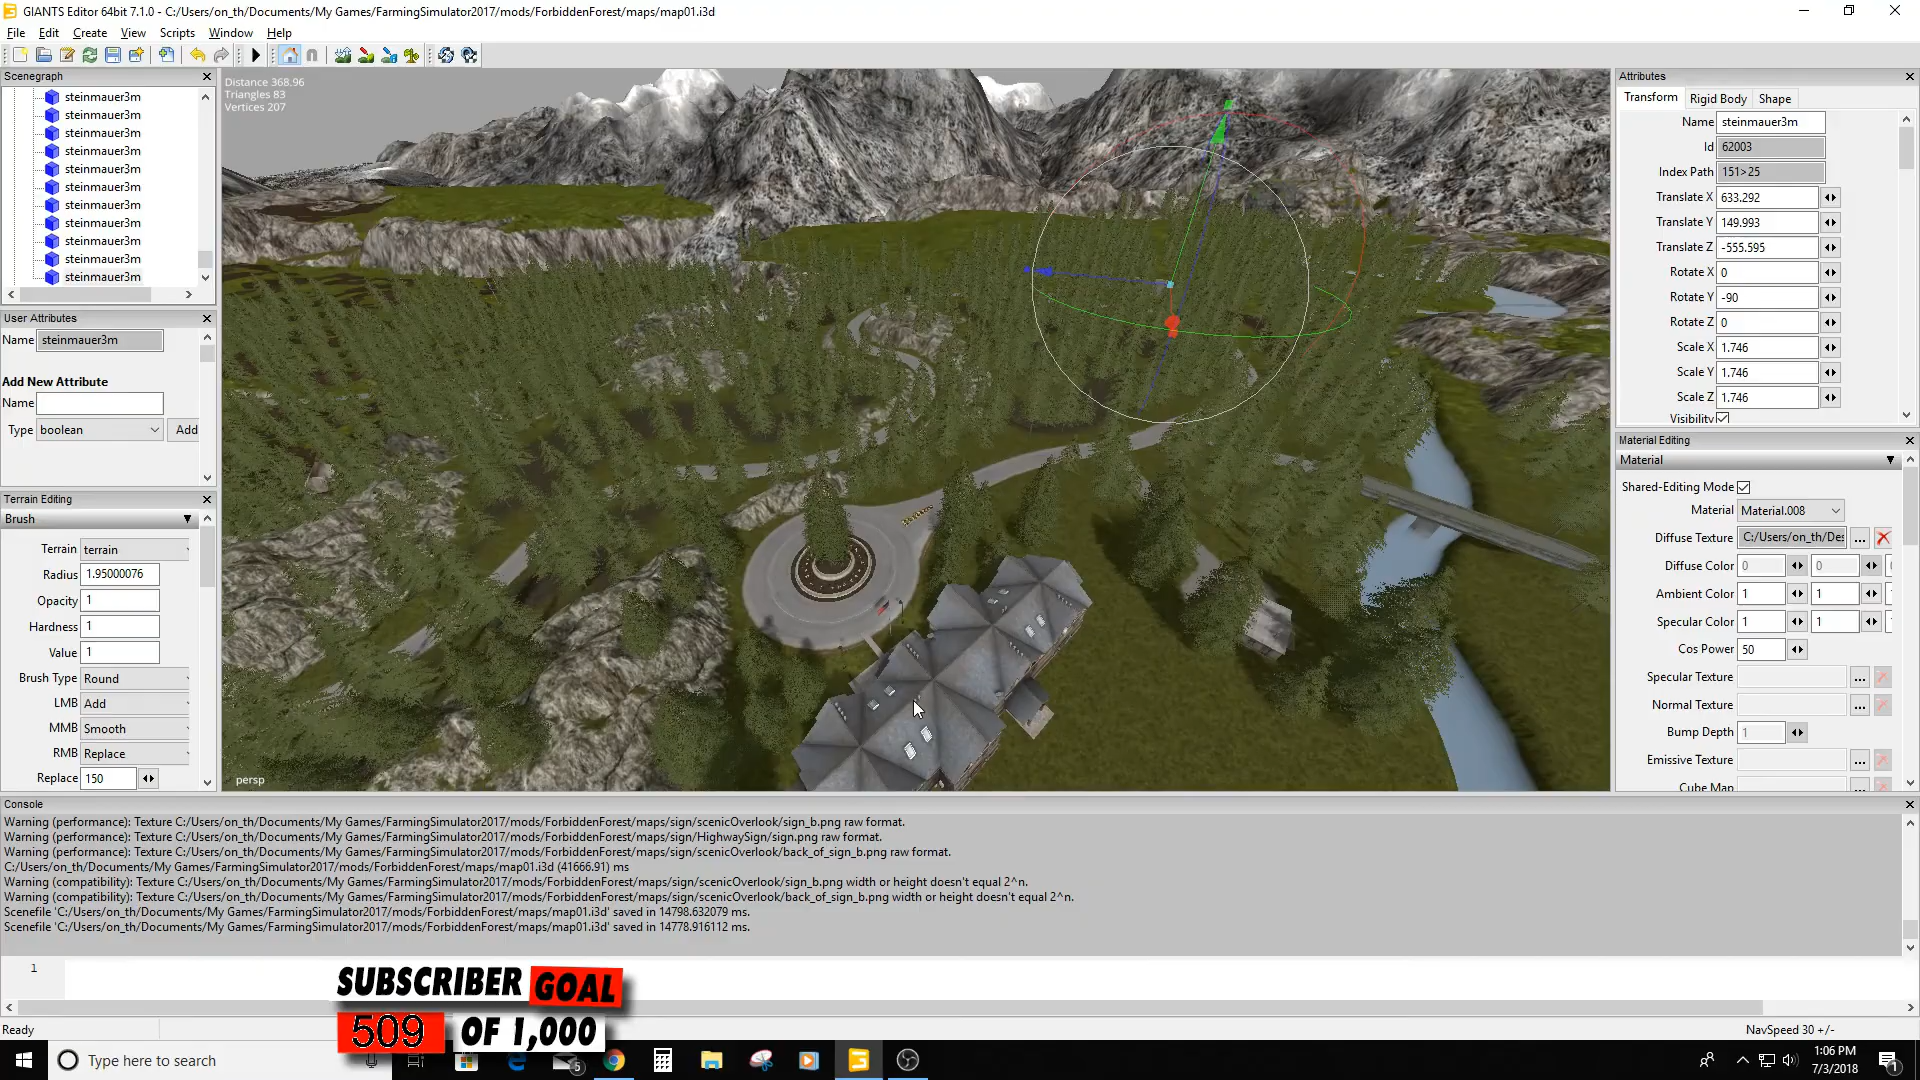 GIANTS Editor 64bit 7.1.0 - C:/Users/on_th/Documents/My Games/FarmingSimulator2017/mods/ForbiddenForest/maps/map01.i3d
File Edit Create View Scripts Window Help
Scenegraph
steinmauer3m
steinmauer3m
steinmauer3m
steinmauer3m
steinmauer3m
steinmauer3m
steinmauer3m
steinmauer3m
steinmauer3m
steinmauer3m
steinmauer3m
User Attributes
Name steinmauer3m
Add New Attribute
Name
Type boolean Add
Terrain Editing
Brush
Terrain terrain
Radius 1.95000076
Opacity 1
Hardness 1
Value 1
Brush Type Round
LMB Add
MMB Smooth
RMB Replace
Replace 150
Distance 368.96
Triangles 83
Vertices 207
persp
Attributes
Transform Rigid Body Shape
Name steinmauer3m
Id 62003
Index Path 151>25
Translate X 633.292
Translate Y 149.993
Translate Z -555.595
Rotate X 0
Rotate Y -90
Rotate Z 0
Scale X 1.746
Scale Y 1.746
Scale Z 1.746
Visibility
Material Editing
Material
Shared-Editing Mode
Material Material.008
Diffuse Texture C:/Users/on_th/Des ...
Diffuse Color 0 0
Ambient Color 1 1
Specular Color 1 1
Cos Power 50
Specular Texture ...
Normal Texture ...
Bump Depth 1
Emissive Texture ...
Cube Map
Console
Warning (performance): Texture C:/Users/on_th/Documents/My Games/FarmingSimulator2017/mods/ForbiddenForest/maps/sign/scenicOverlook/sign_b.png raw format.
Warning (performance): Texture C:/Users/on_th/Documents/My Games/FarmingSimulator2017/mods/ForbiddenForest/maps/sign/HighwaySign/sign.png raw format.
Warning (performance): Texture C:/Users/on_th/Documents/My Games/FarmingSimulator2017/mods/ForbiddenForest/maps/sign/scenicOverlook/back_of_sign_b.png raw format.
C:/Users/on_th/Documents/My Games/FarmingSimulator2017/mods/ForbiddenForest/maps/map01.i3d (41666.91) ms
Warning (compatibility): Texture C:/Users/on_th/Documents/My Games/FarmingSimulator2017/mods/ForbiddenForest/maps/sign/scenicOverlook/sign_b.png width or height doesn't equal 2^n.
Warning (compatibility): Texture C:/Users/on_th/Documents/My Games/FarmingSimulator2017/mods/ForbiddenForest/maps/sign/scenicOverlook/back_of_sign_b.png width or height doesn't equal 2^n.
Scenefile 'C:/Users/on_th/Documents/My Games/FarmingSimulator2017/mods/ForbiddenForest/maps/map01.i3d' saved in 14798.632079 ms.
Scenefile 'C:/Users/on_th/Documents/My Games/FarmingSimulator2017/mods/ForbiddenForest/maps/map01.i3d' saved in 14778.916112 ms.
1
SUBSCRIBER GOAL
509 OF 1,000
Ready
NavSpeed 30 +/-
Type here to search
5
1:06 PM
7/3/2018
1